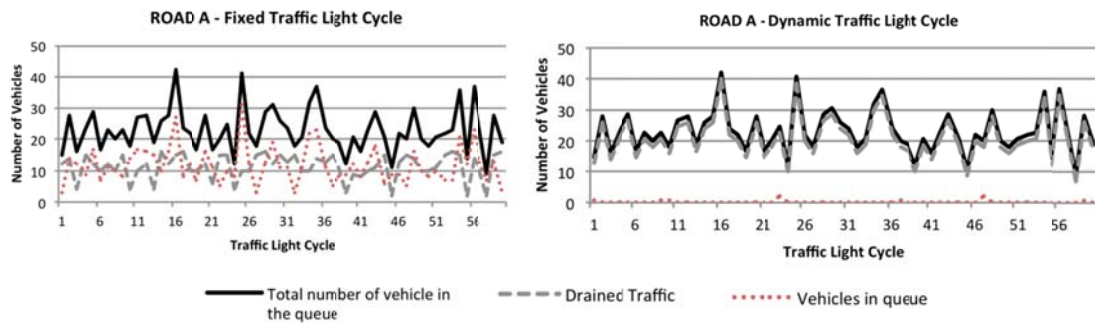 ROAD A - Fixed Traffic Light Cycle
Number of Vehicles
50
40
30
20
10
0
1 6 11 16 21 26 31 36 41 46 51 56
Traffic Light Cycle
ROAD A - Dynamic Traffic Light Cycle
Number of Vehicles
50
40
30
20
10
0
1 6 11 16 21 26 31 36 41 46 51 56
Traffic Light Cycle
Total number of vehicle in
the queue
Drained Traffic
Vehicles in queue